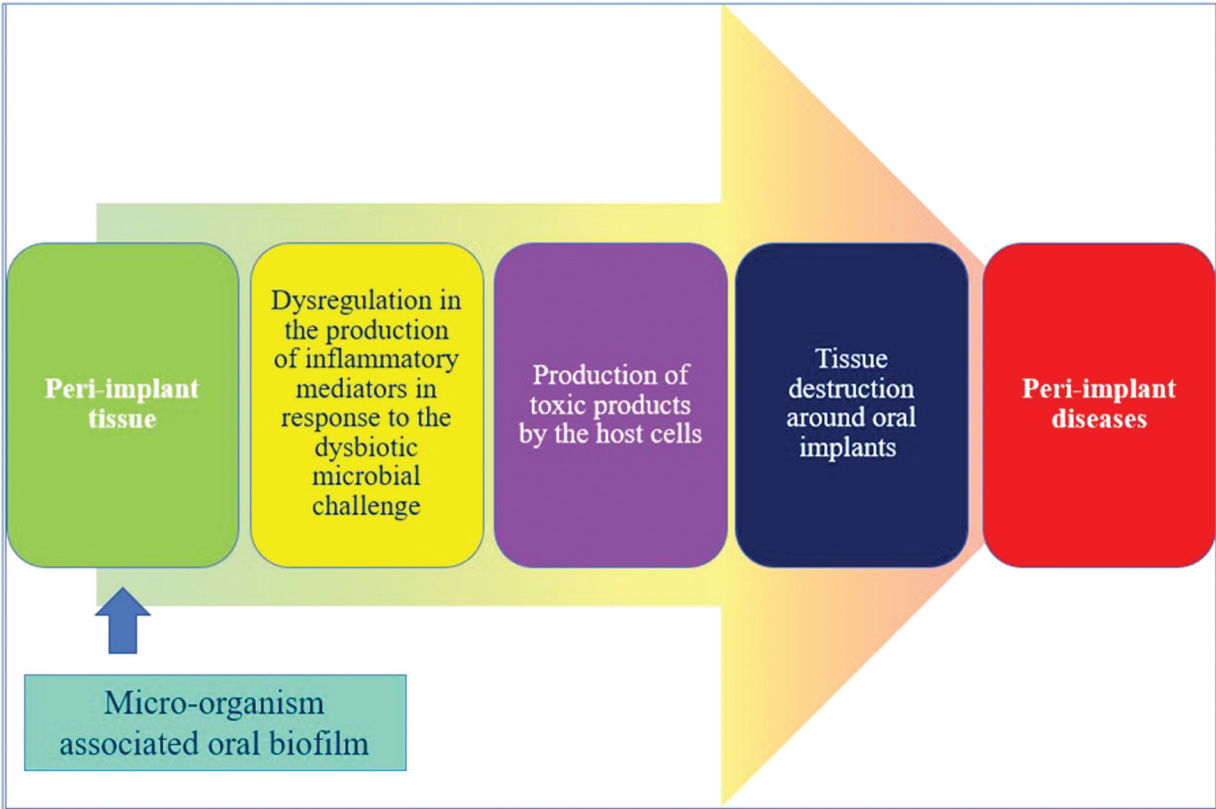 Peri-implant
tissue
Dysregulation in
the production
of inflammatory
mediators in
response to the
dysbiotic
microbial
challenge
Production of
toxic products
by the host cells
Tissue
destruction
around oral
implants
Peri-implant
diseases
Micro-organism
associated oral biofilm